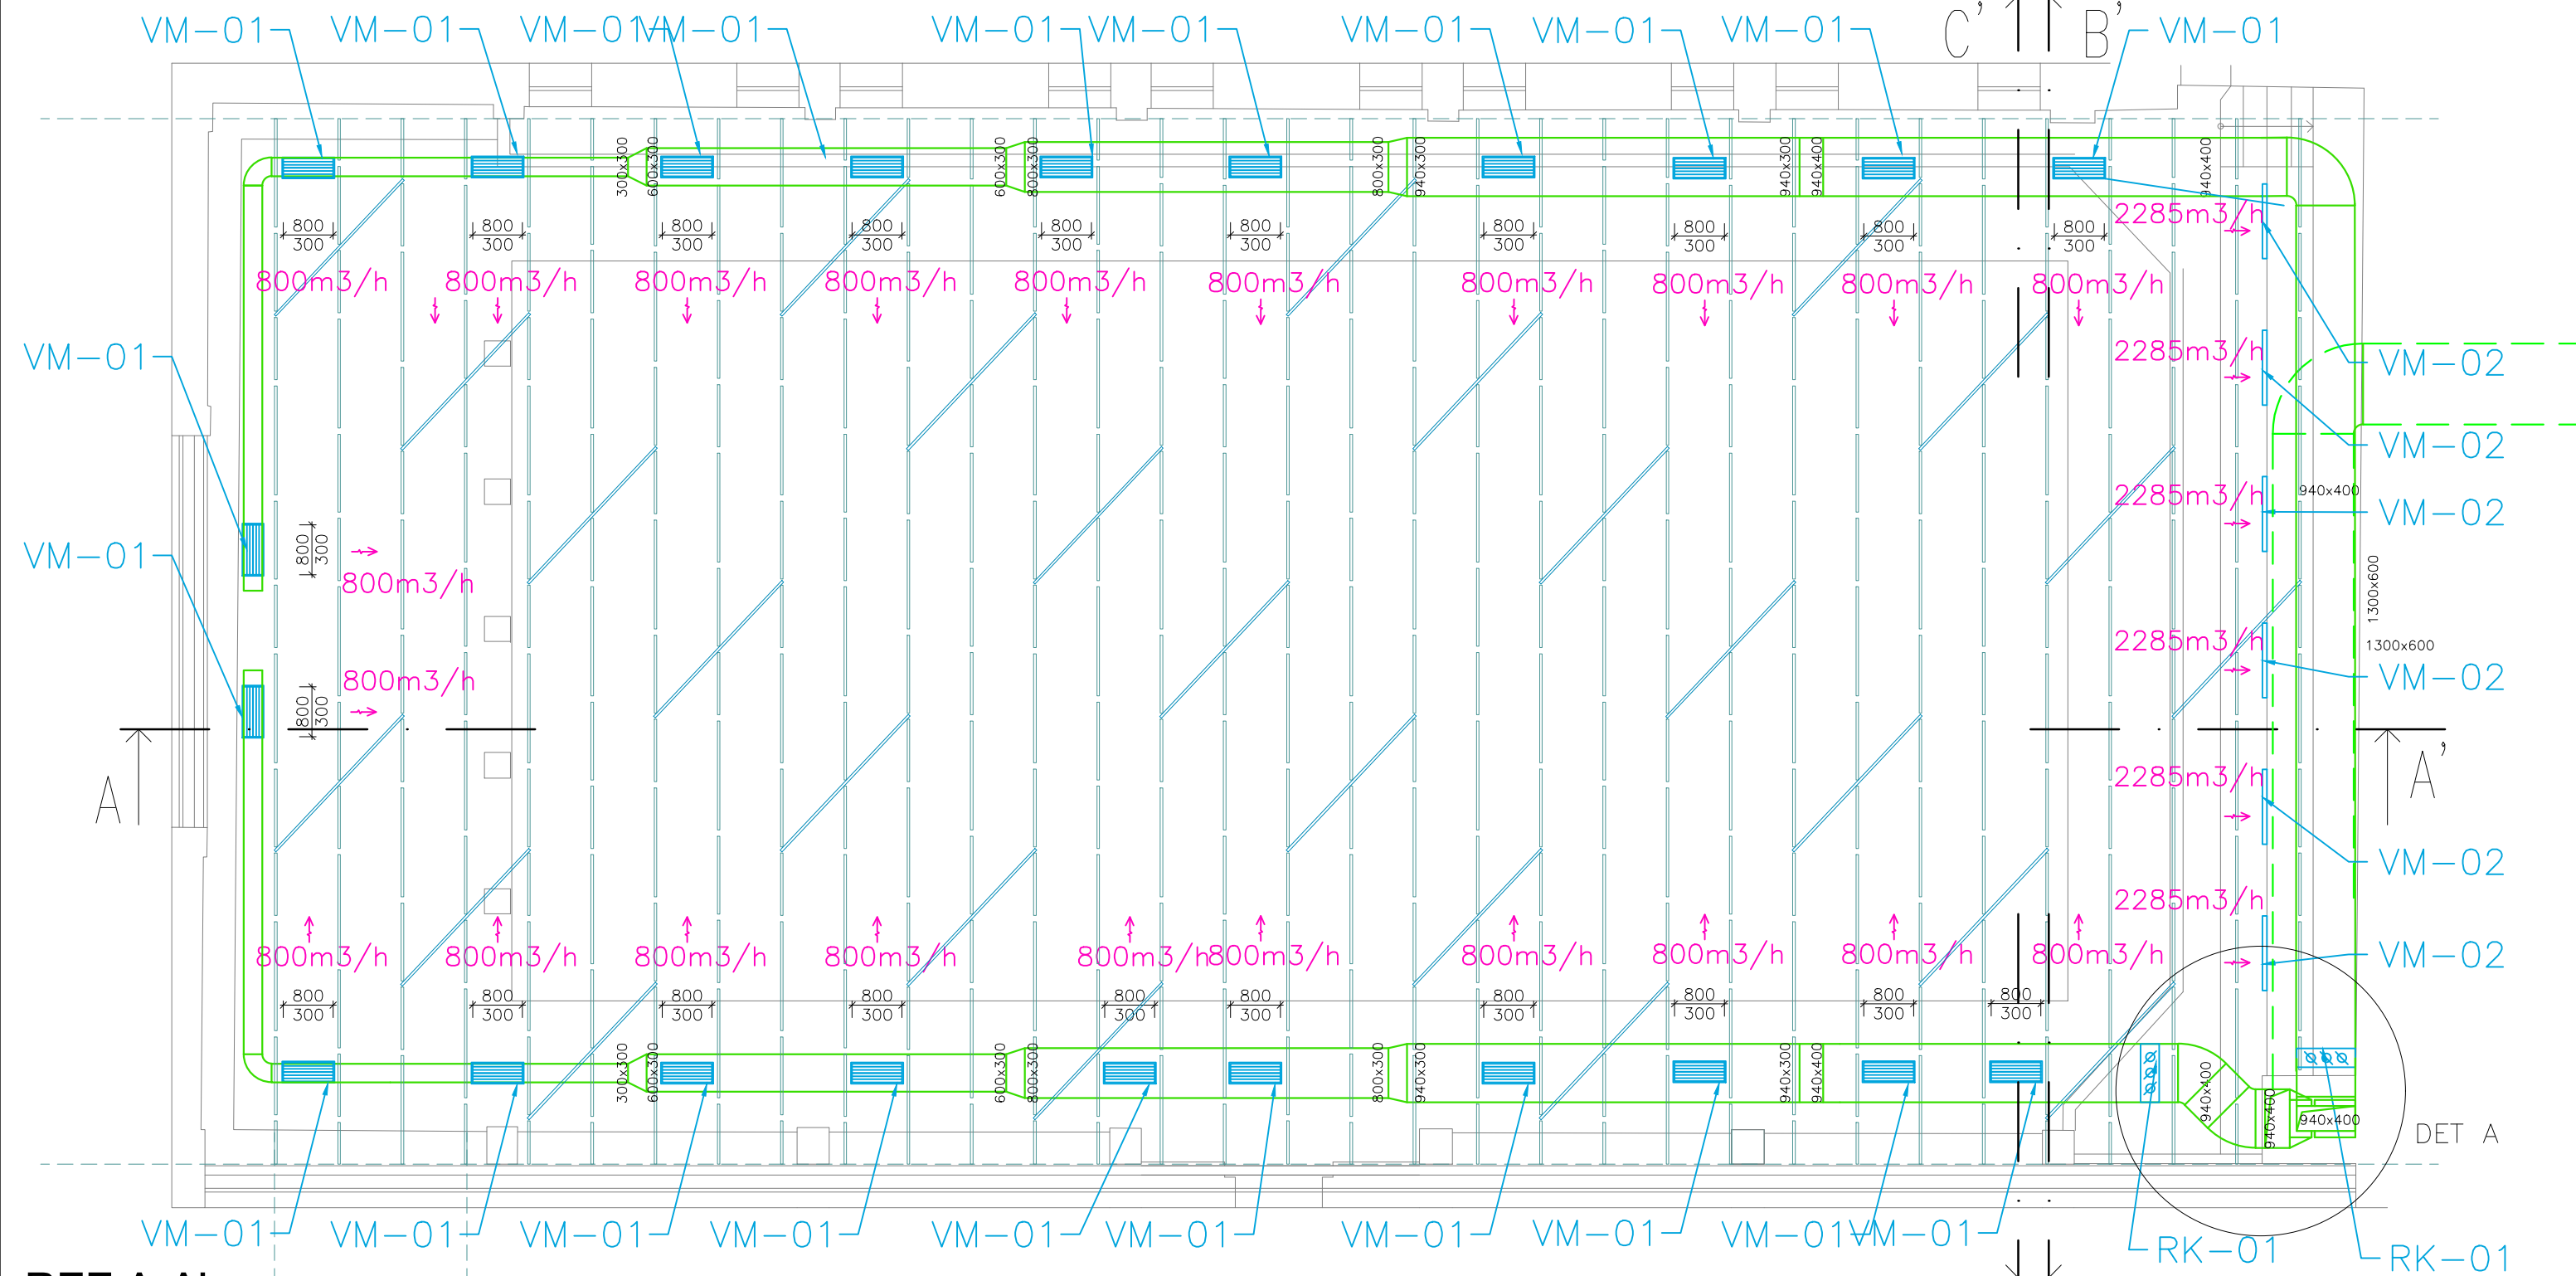 VM-01 VM-01 VM-01 VM-01 VM-01 VM-01 VM-01 VM-01 VM-01 C' B' VM-01
300x300 600x300 600x300 800x300 800x300 940x300 940x300 940x400 940x400
800 800 800 800 800 800 800 800 800 800
300 300 300 300 300 300 300 300 300 300
2285m3/h
800m3/h 800m3/h 800m3/h 800m3/h 800m3/h 800m3/h 800m3/h 800m3/h 800m3/h 800m3/h
VM-01 2285m3/h VM-02
VM-02
2285m3/h 940x400
VM-02
VM-01 800 300
800m3/h
1300x600
2285m3/h 1300x600
800m3/h VM-02
800 300
A 2285m3/h A'
VM-02
2285m3/h
800m3/h 800m3/h 800m3/h 800m3/h 800m3/h 800m3/h 800m3/h 800m3/h 800m3/h 800m3/h VM-02
800 800 800 800 800 800 800 800 800 800
300 300 300 300 300 300 300 300 300 300
300x300 600x300 600x300 800x300 800x300 940x300 940x300 940x400 940x400 940x400 940x400
DET A
VM-01 VM-01 VM-01 VM-01 VM-01 VM-01 VM-01 VM-01 VM-01 VM-01 RK-01 RK-01